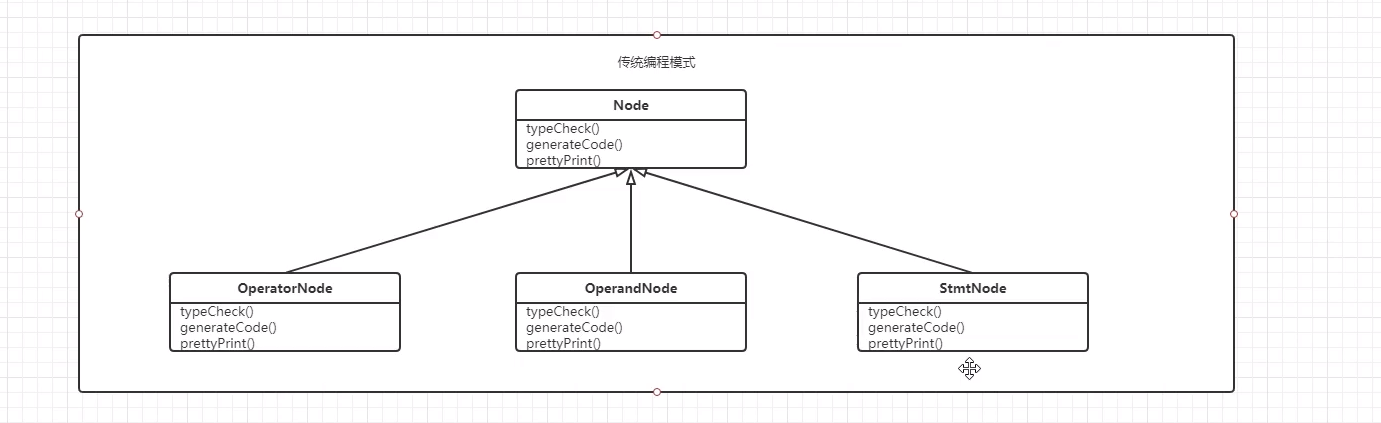 传统编程模式
Node
typeCheck()
generateCode()
prettyPrint()
OperatorNode
typeCheck()
generateCode()
prettyPrint()
OperandNode
typeCheck()
generateCode()
prettyPrint()
StmtNode
typeCheck()
generateCode()
prettyPrint()